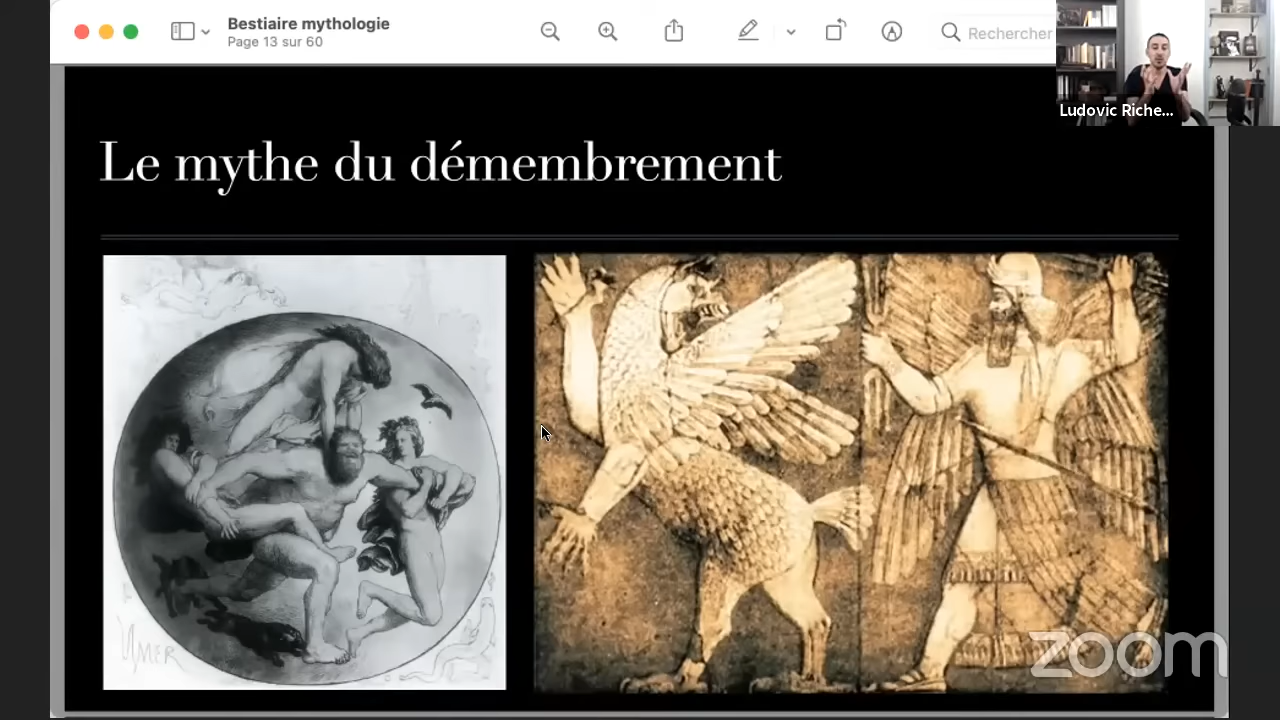 Bestiaire mythologie
Page 13 sur 60
Rechercher
Ludovic Riche...
Le mythe du démembrement
YMER
zoom